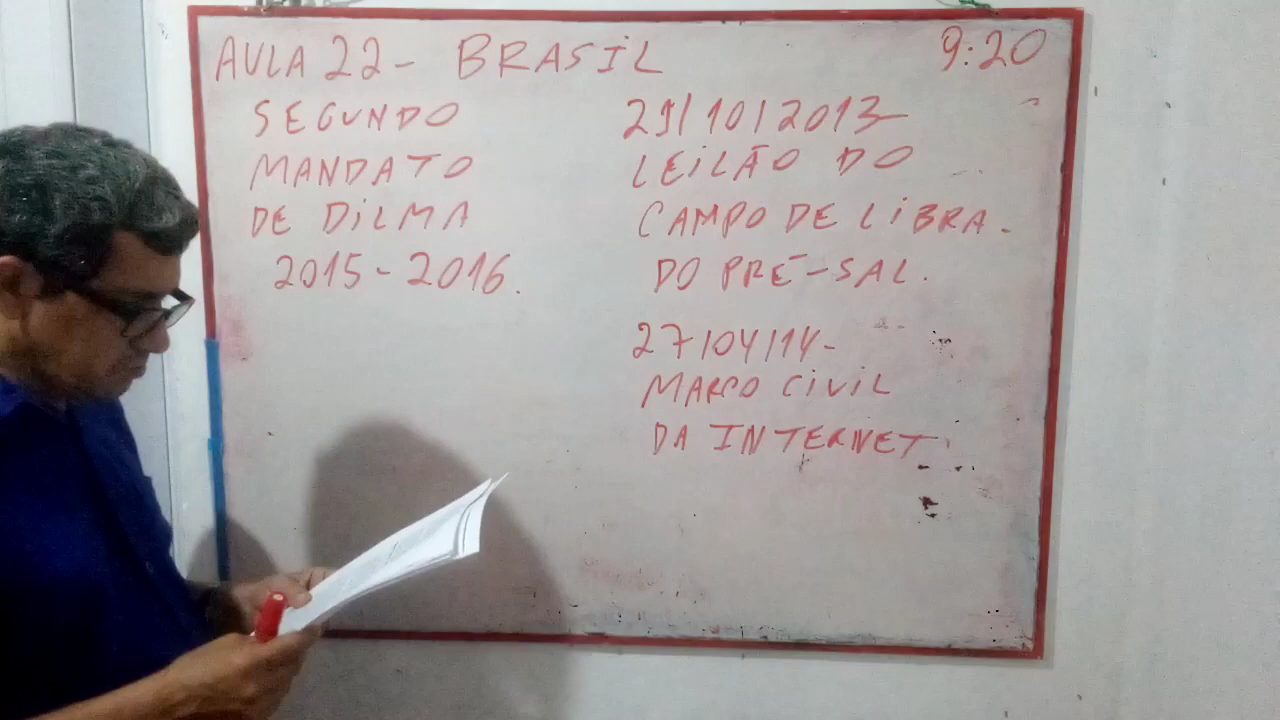 AULA 22 - BRASIL
9:20
SEGUNDO
MANDATO
DE DILMA
2015-2016.
21/10/2013-
LEILÃO DO
CAMPO DE LIBRA.
DO PRÉ-SAL.
27/04/14-
MARCO CIVIL
DA INTERNET